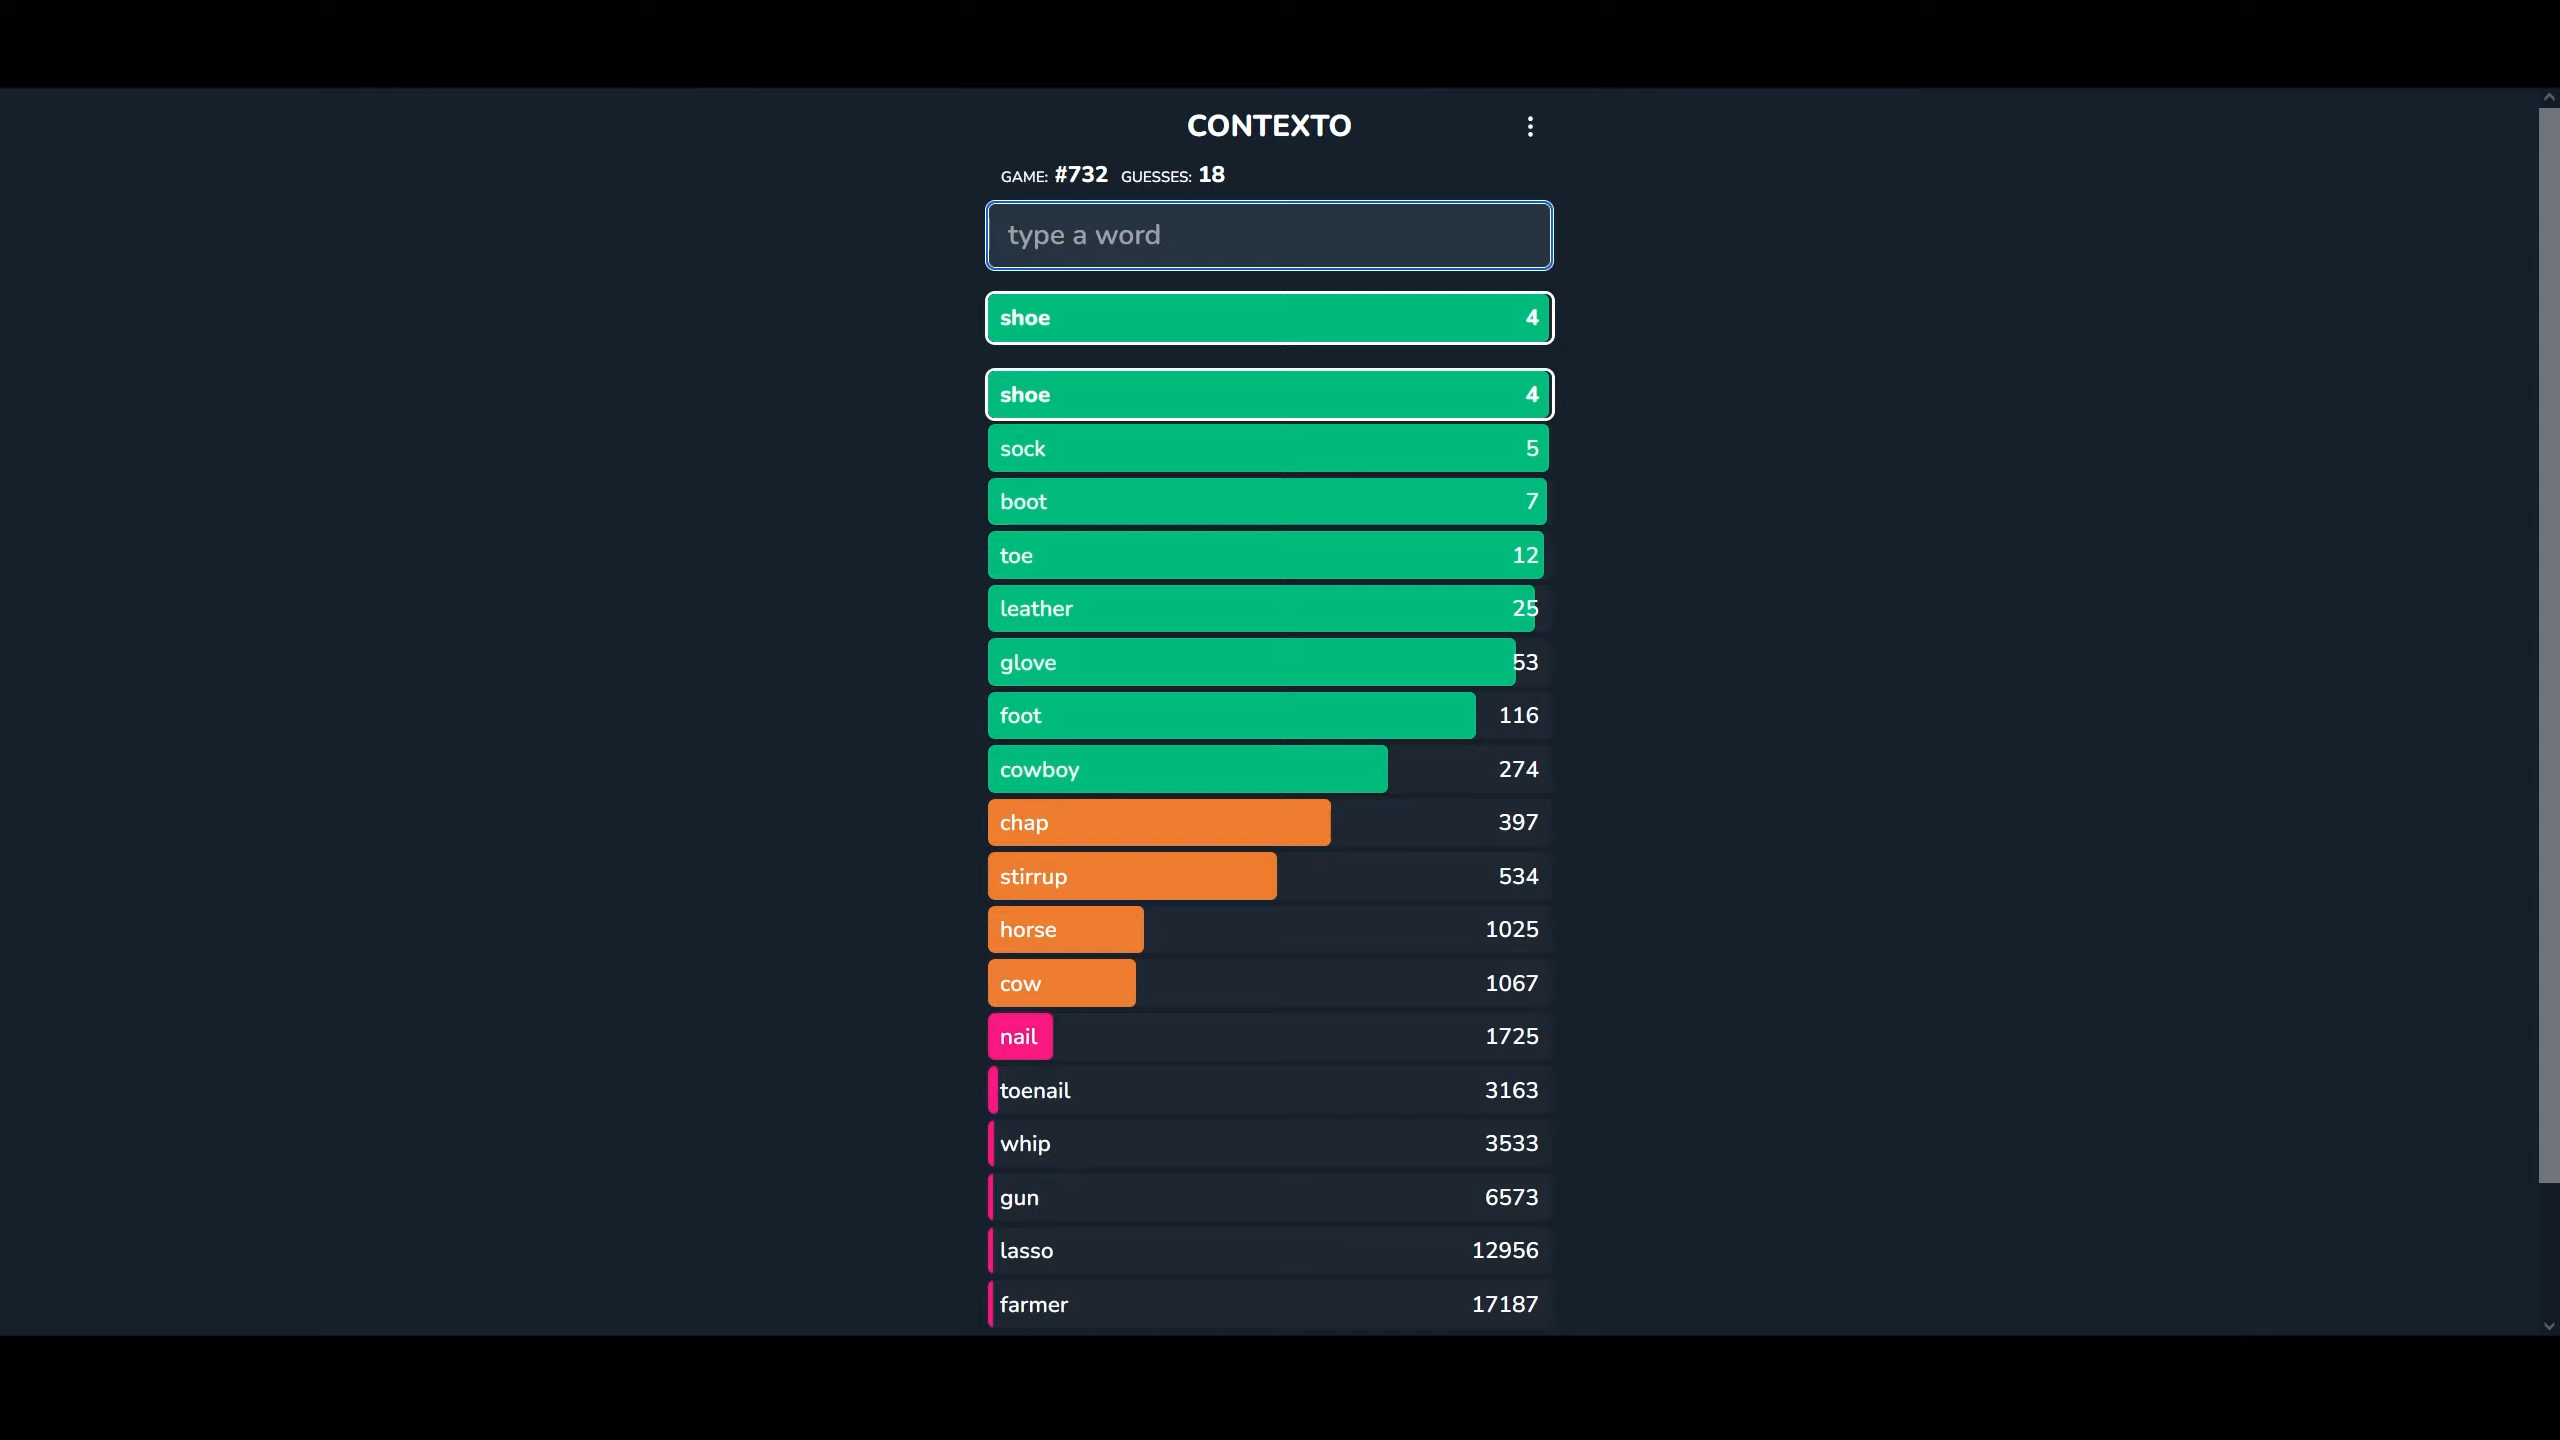 CONTEXTO
GAME: #732 GUESSES: 18
type a word
shoe 4
shoe 4
sock 5
boot 7
toe 12
leather 25
glove 53
foot 116
cowboy 274
chap 397
stirrup 534
horse 1025
cow 1067
nail 1725
toenail 3163
whip 3533
gun 6573
lasso 12956
farmer 17187